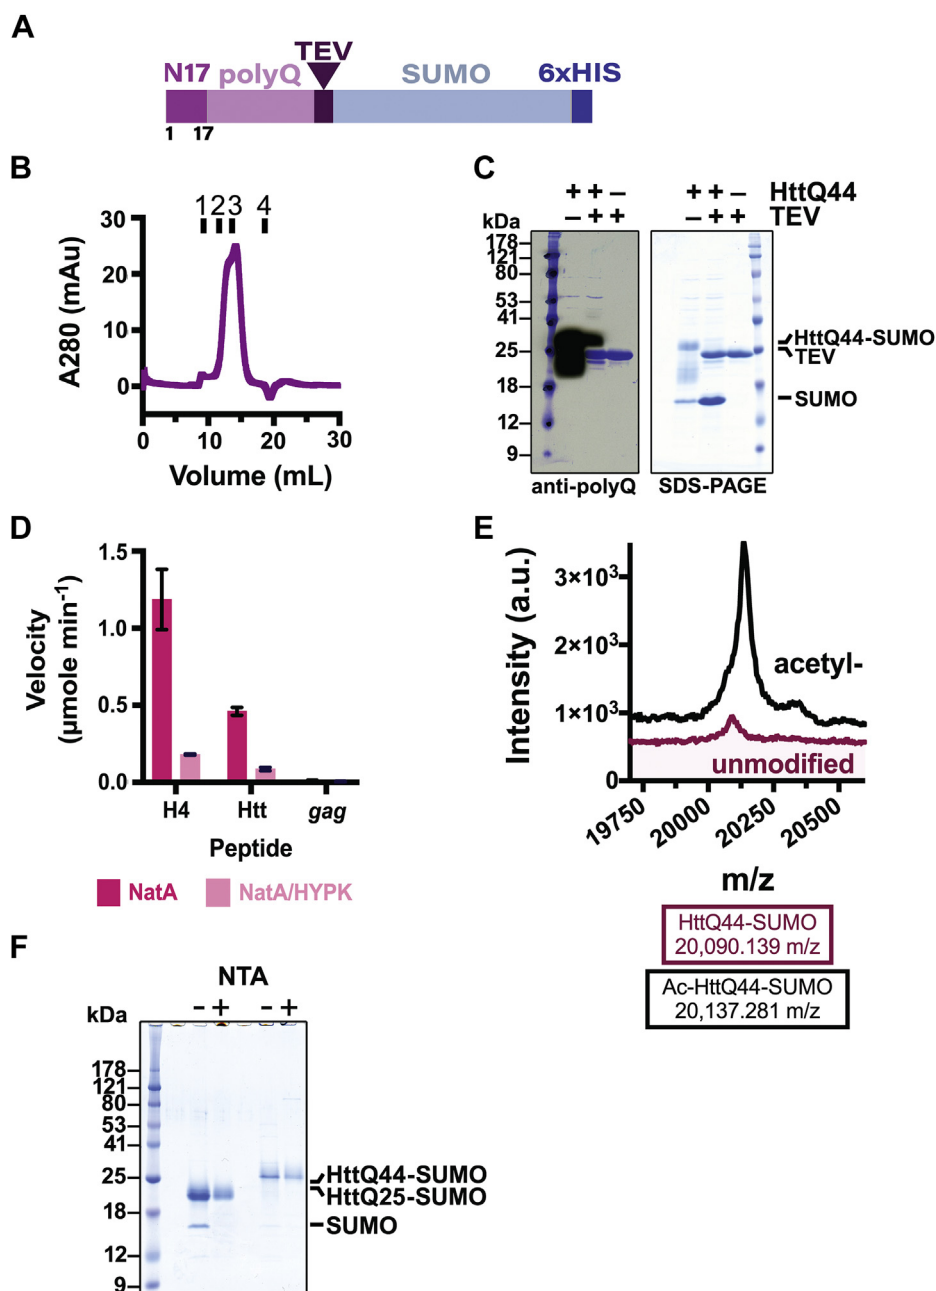 A
TEV
N17 polyQ SUMO 6xHIS
1 17
B
1 2 3 4
A280 (mAu)
30
20
10
0
0 10 20 30
Volume (mL)
C
+ + – HttQ44
– + + TEV
kDa
178
121
80
53
41
25
18
12
9
anti-polyQ
+ + – HttQ44
– + + TEV
HttQ44-SUMO
TEV
SUMO
SDS-PAGE
D
Velocity
(µmole min⁻¹)
1.5
1.0
0.5
0.0
H4 Htt gag
Peptide
NatA NatA/HYPK
E
Intensity (a.u.)
3×10³
2×10³
1×10³
0
acetyl-
unmodified
19750 20000 20250 20500
m/z
HttQ44-SUMO
20,090.139 m/z
Ac-HttQ44-SUMO
20,137.281 m/z
F
NTA
– + – +
kDa
178
121
80
53
41
25
18
12
9
HttQ44-SUMO
HttQ25-SUMO
SUMO